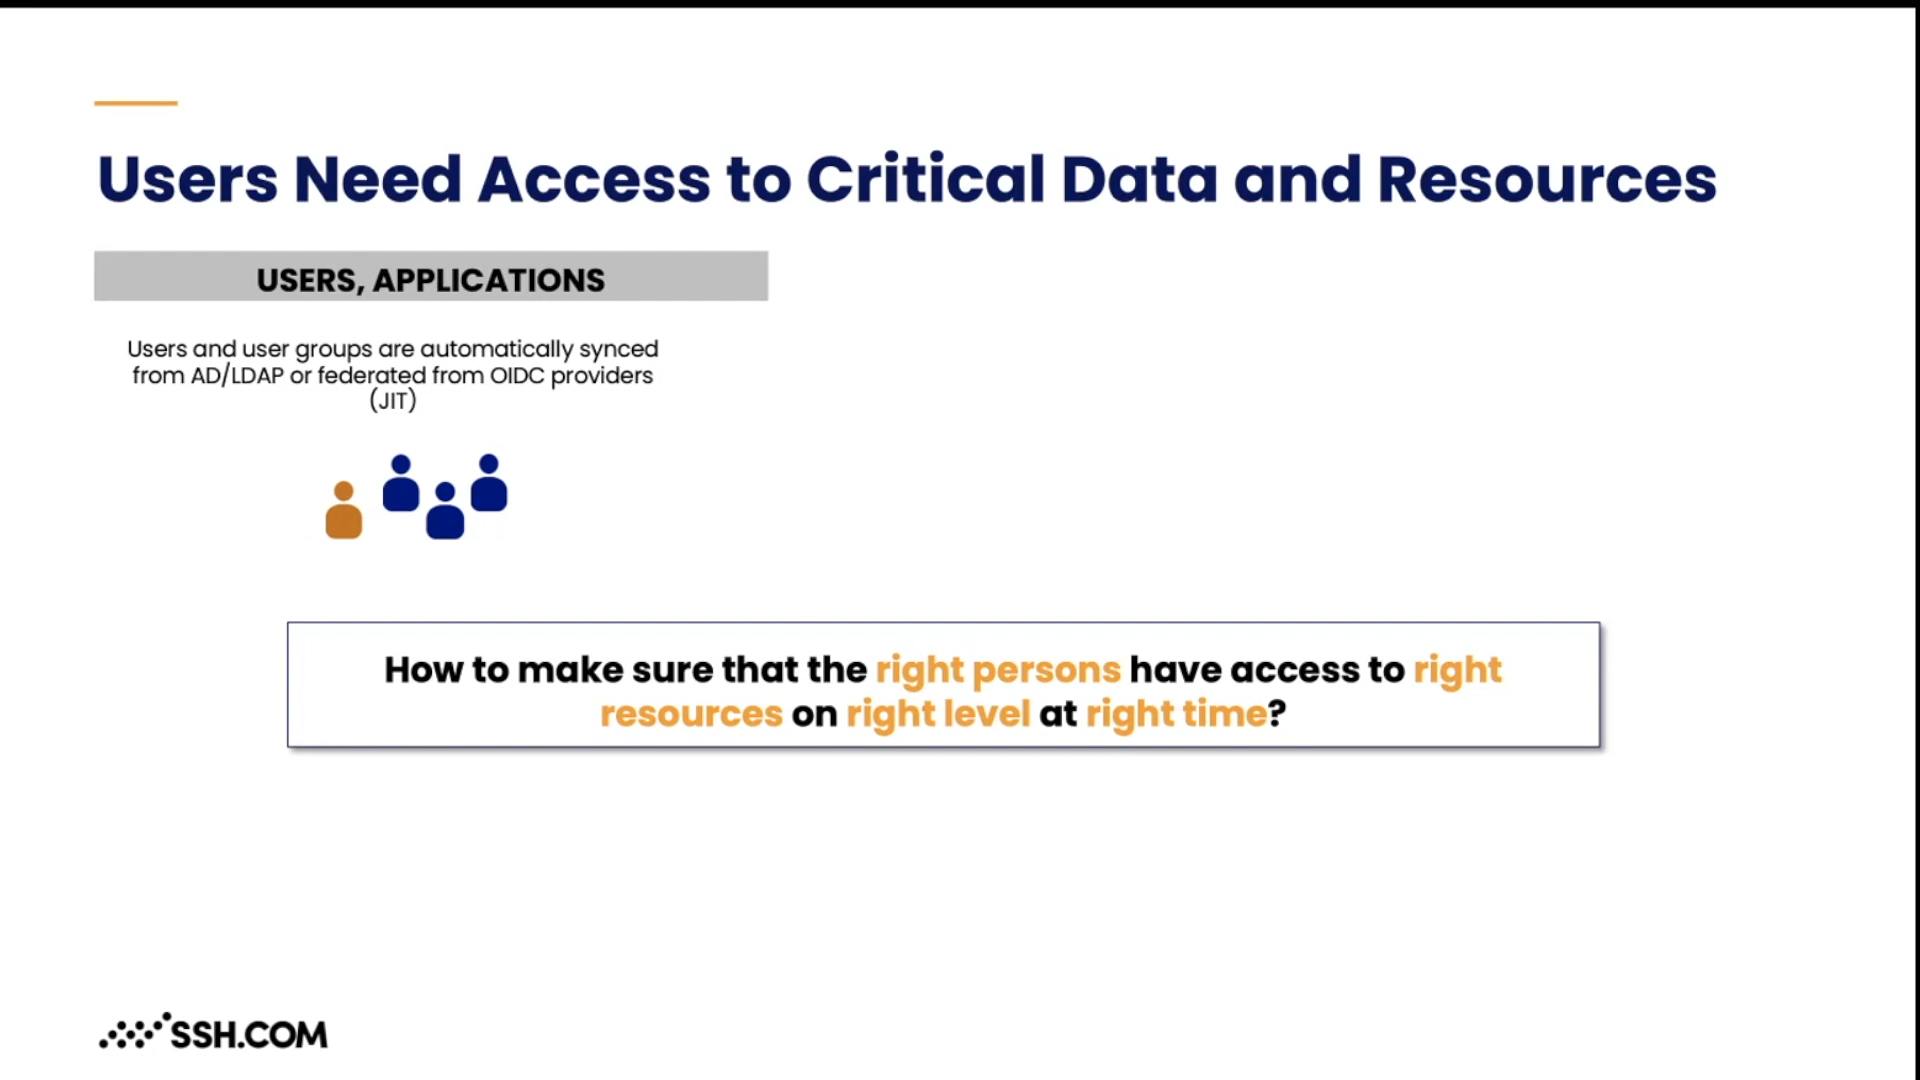 Users Need Access to Critical Data and Resources
USERS, APPLICATIONS
Users and user groups are automatically synced
from AD/LDAP or federated from OIDC providers
(JIT)
How to make sure that the right persons have access to right
resources on right level at right time?
SSH.COM